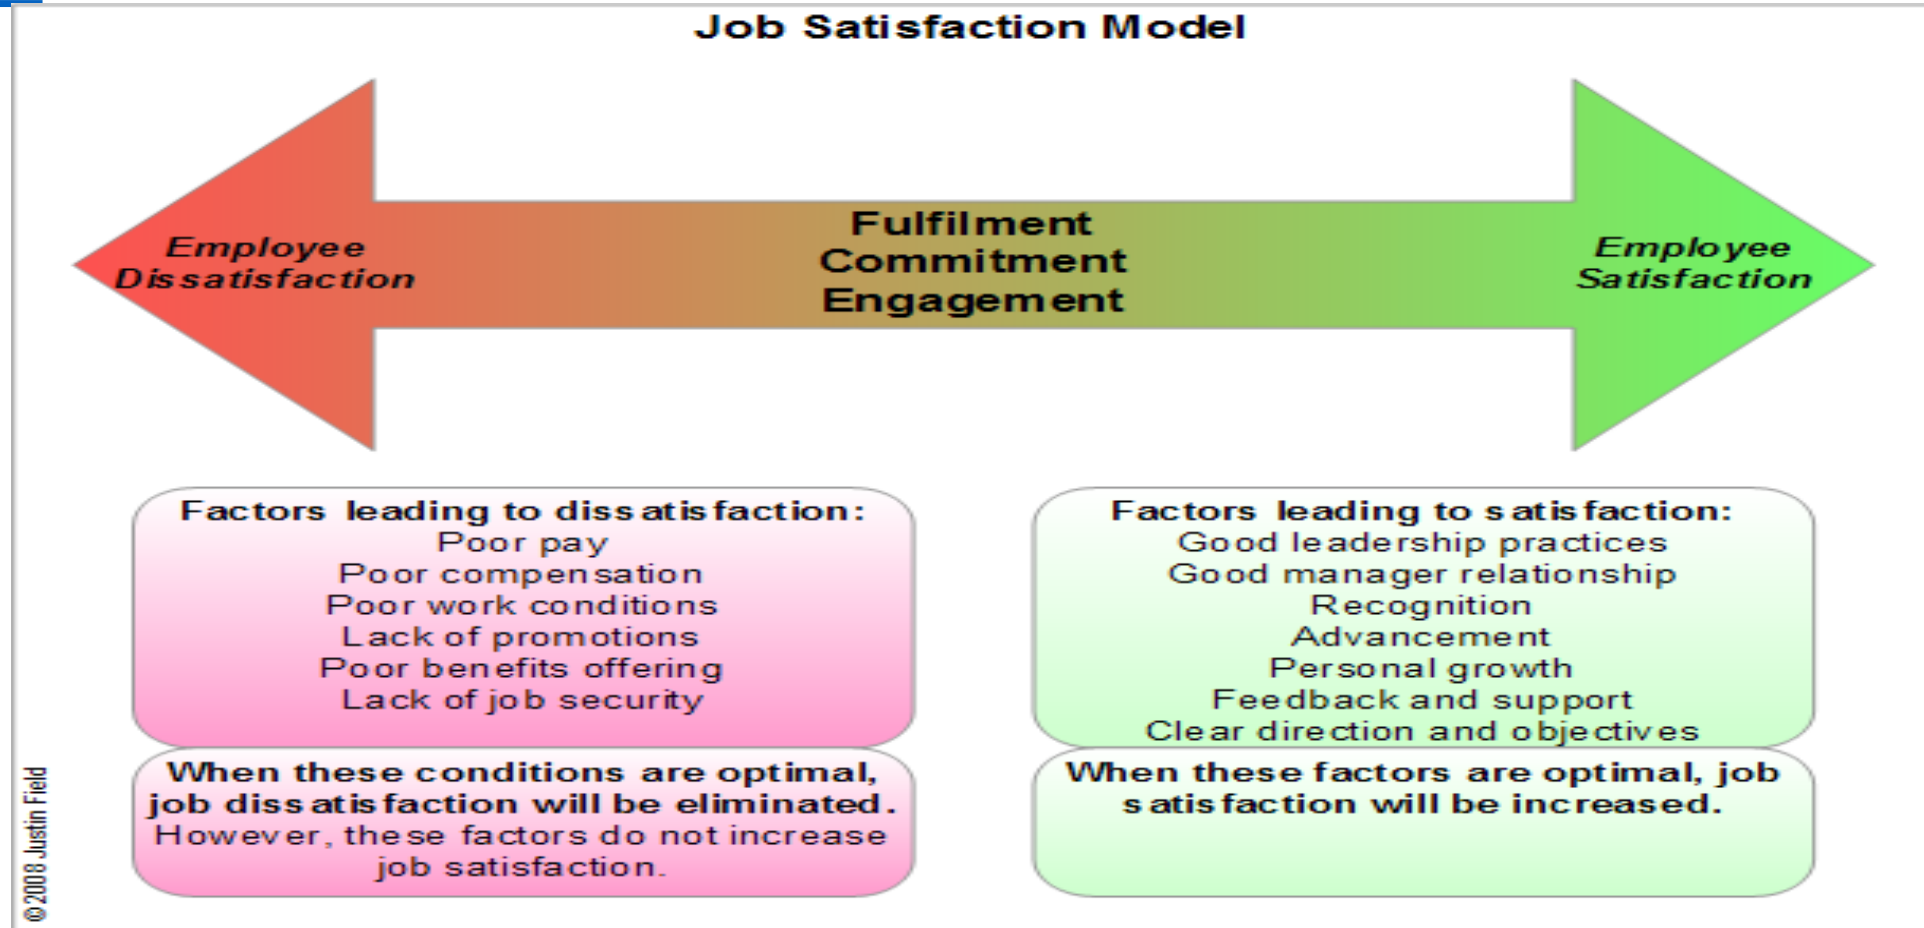 Job Satisfaction Model
Employee
Dissatisfaction
Fulfilment
Commitment
Engagement
Employee
Satisfaction
Factors leading to dissatisfaction:
Poor pay
Poor compensation
Poor work conditions
Lack of promotions
Poor benefits offering
Lack of job security
When these conditions are optimal,
job dissatisfaction will be eliminated.
However, these factors do not increase
job satisfaction.
Factors leading to satisfaction:
Good leadership practices
Good manager relationship
Recognition
Advancement
Personal growth
Feedback and support
Clear direction and objectives
When these factors are optimal, job
satisfaction will be increased.
©2008 Justin Field